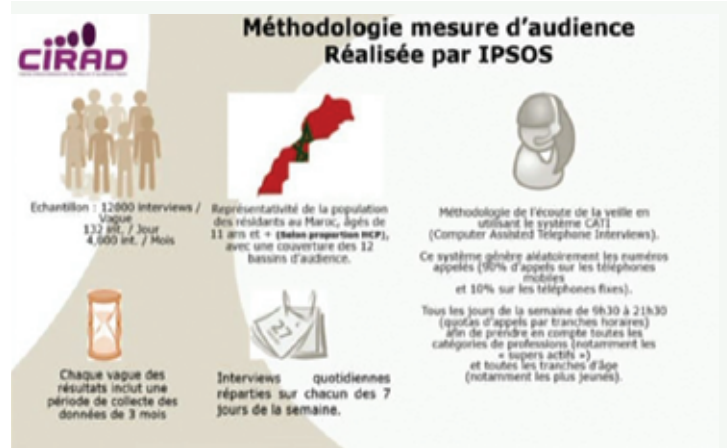 CIRAD
Méthodologie mesure d'audience
Réalisée par IPSOS
Echantillon : 12000 interviews /
Vague
132 int. / Jour
4.000 int. / Mois
Représentativité de la population
des résidants au Maroc, âgés de
11 ans et + (Selon proportion HCP),
avec une couverture des 12
bassins d'audience.
Méthodologie de l'écoute de la veille en
utilisant le système CATI
(Computer Assisted Telephone Interviews).
Ce système génère aléatoirement les numéros
appelés (90% d'appels sur les téléphones
mobiles
et 10% sur les téléphones fixes).
Tous les jours de la semaine de 9h30 à 21h30
(quotas d'appels par tranches horaires)
afin de prendre en compte toutes les
catégories de professions (notamment les
« supers actifs »)
et toutes les tranches d'âge
(notamment les plus jeunes).
Chaque vague des
résultats inclut une
période de collecte des
données de 3 mois
27
Interviews quotidiennes
réparties sur chacun des 7
jours de la semaine.